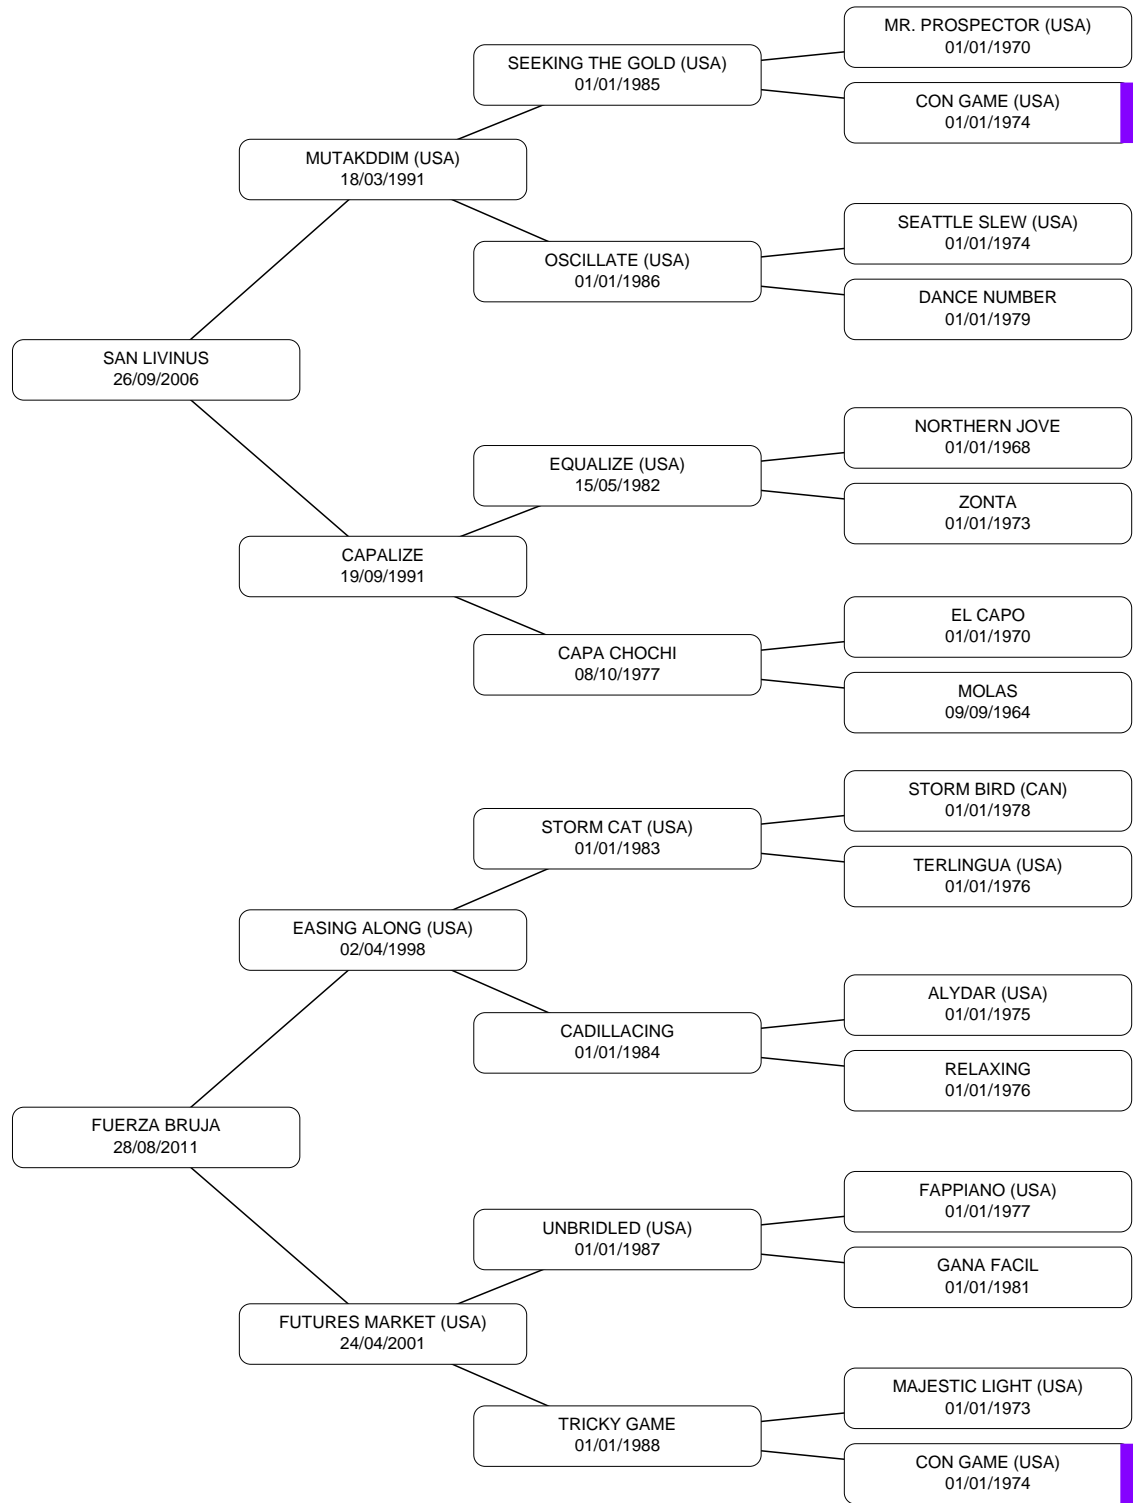 MR. PROSPECTOR (USA)
01/01/1970
SEEKING THE GOLD (USA)
01/01/1985
CON GAME (USA)
01/01/1974
MUTAKDDIM (USA)
18/03/1991
SEATTLE SLEW (USA)
01/01/1974
OSCILLATE (USA)
01/01/1986
DANCE NUMBER
01/01/1979
SAN LIVINUS
26/09/2006
NORTHERN JOVE
01/01/1968
EQUALIZE (USA)
15/05/1982
ZONTA
01/01/1973
CAPALIZE
19/09/1991
EL CAPO
01/01/1970
CAPA CHOCHI
08/10/1977
MOLAS
09/09/1964
STORM BIRD (CAN)
01/01/1978
STORM CAT (USA)
01/01/1983
TERLINGUA (USA)
01/01/1976
EASING ALONG (USA)
02/04/1998
ALYDAR (USA)
01/01/1975
CADILLACING
01/01/1984
RELAXING
01/01/1976
FUERZA BRUJA
28/08/2011
FAPPIANO (USA)
01/01/1977
UNBRIDLED (USA)
01/01/1987
GANA FACIL
01/01/1981
FUTURES MARKET (USA)
24/04/2001
MAJESTIC LIGHT (USA)
01/01/1973
TRICKY GAME
01/01/1988
CON GAME (USA)
01/01/1974